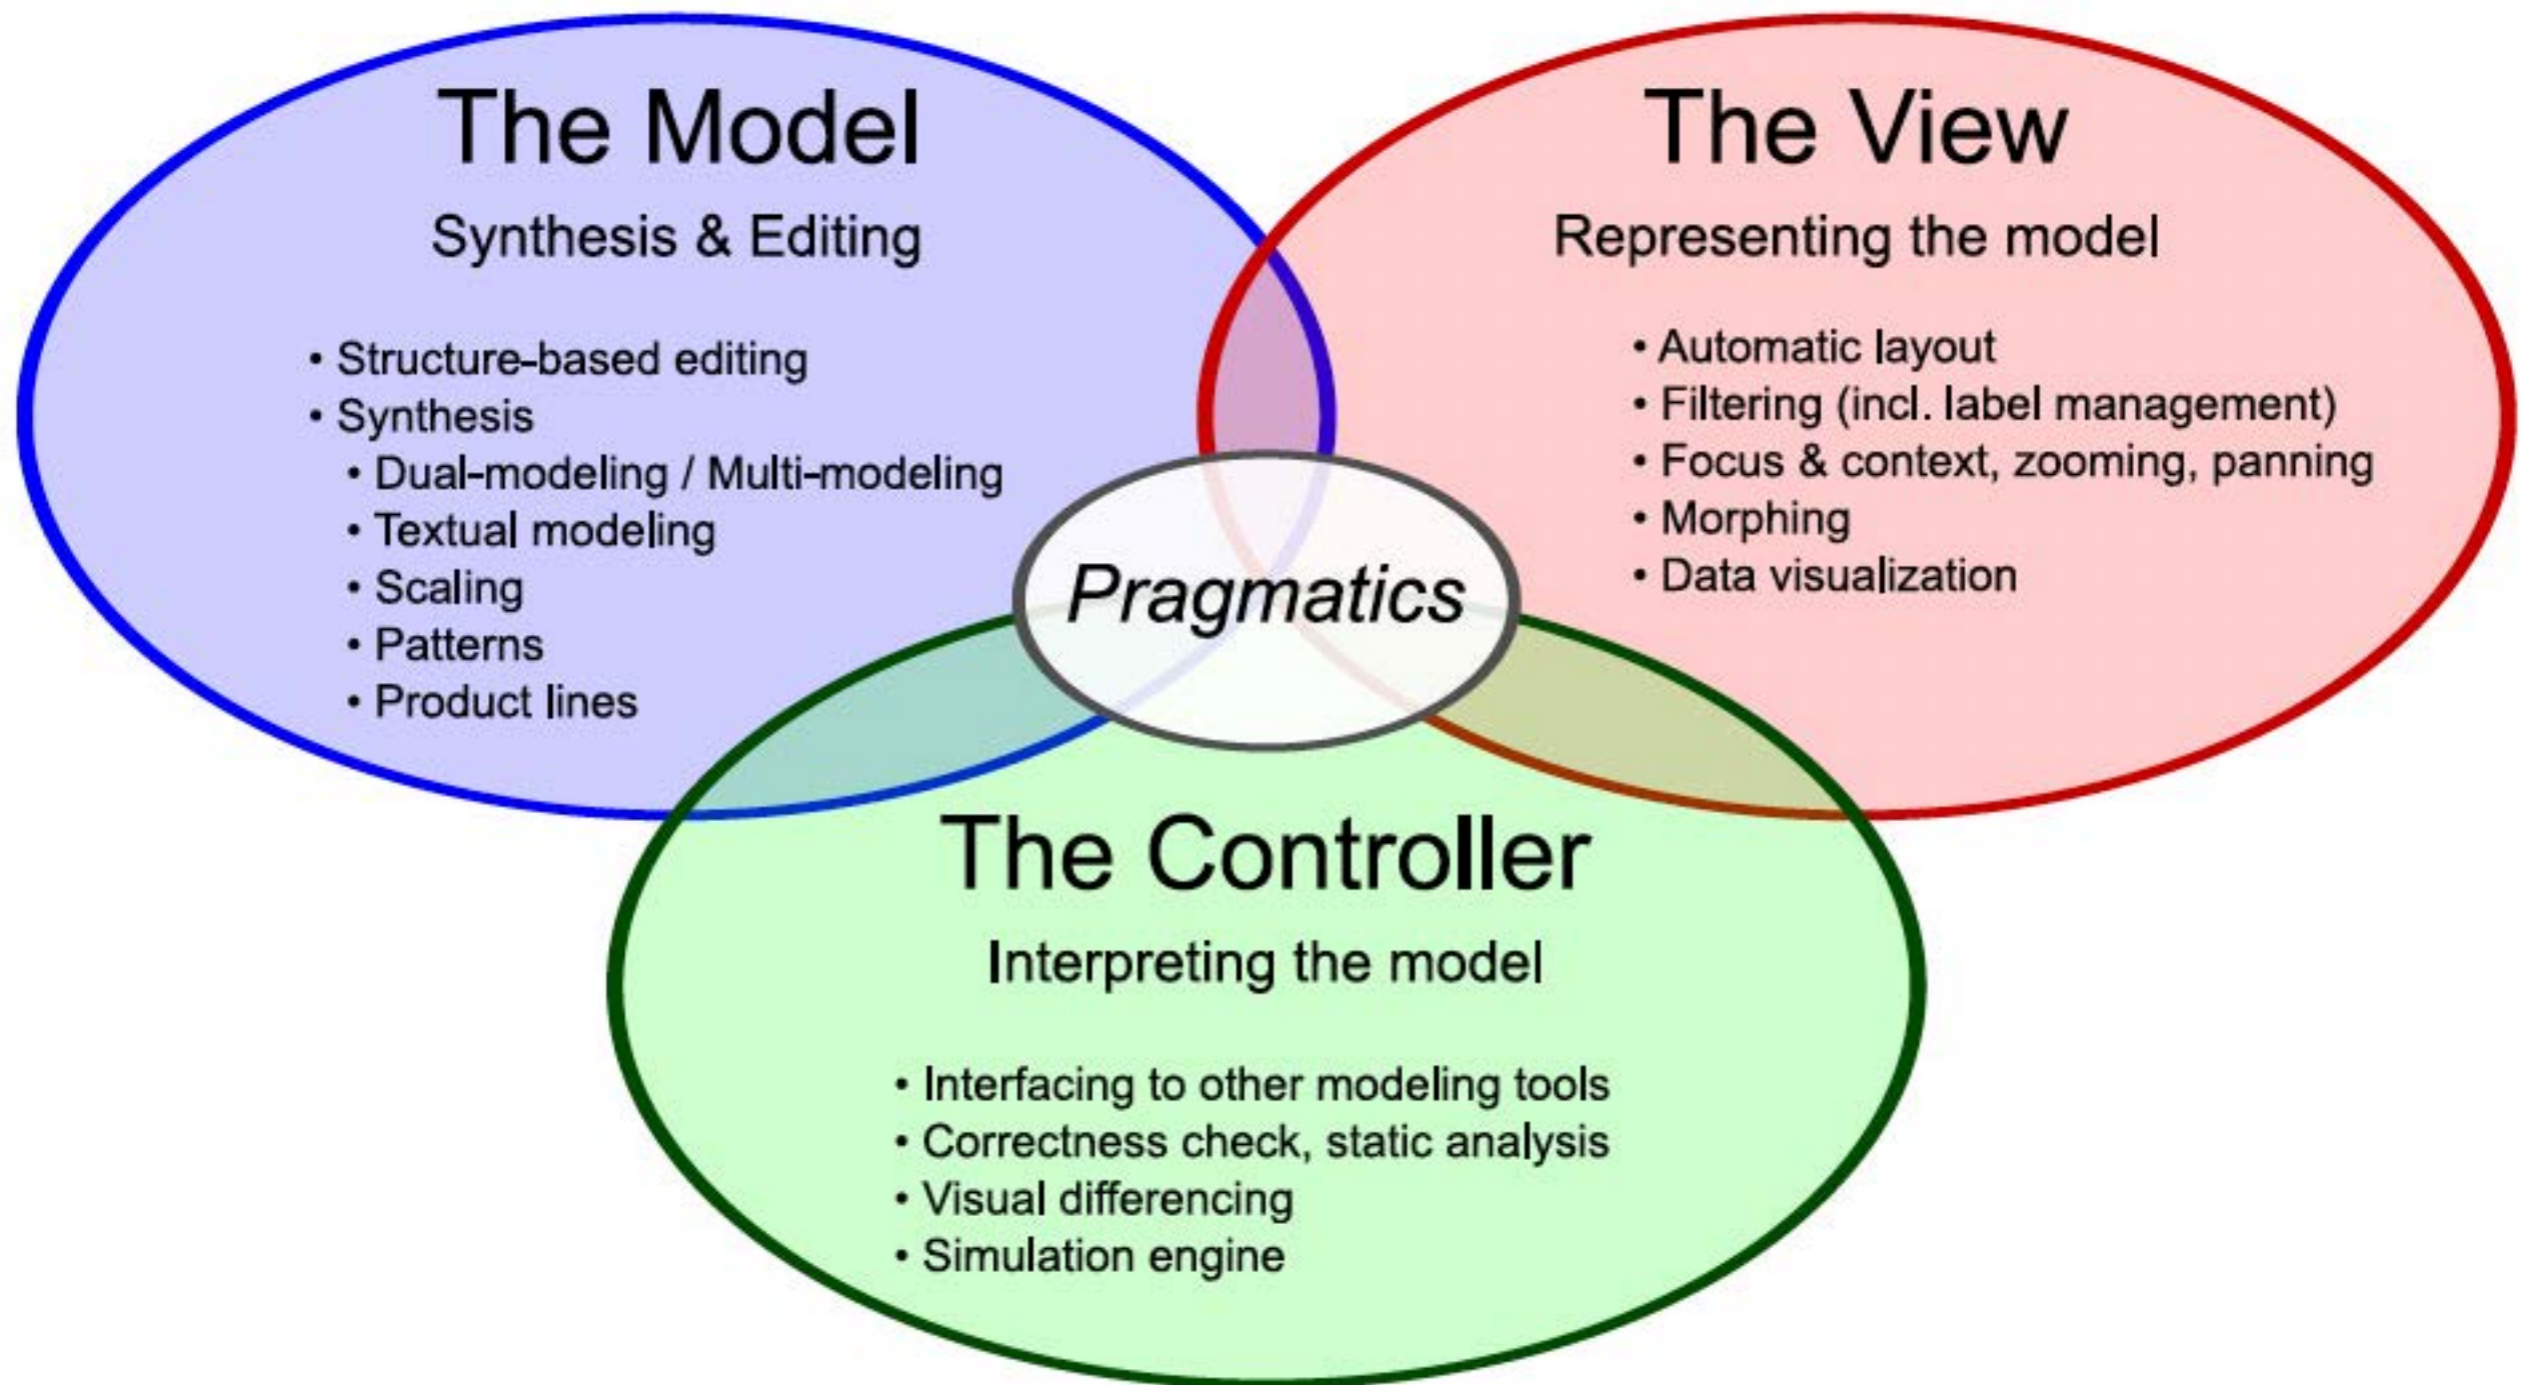 The Model
Synthesis & Editing
• Structure-based editing
• Synthesis
• Dual-modeling / Multi-modeling
• Textual modeling
• Scaling
• Patterns
• Product lines
The View
Representing the model
• Automatic layout
• Filtering (incl. label management)
• Focus & context, zooming, panning
• Morphing
• Data visualization
Pragmatics
The Controller
Interpreting the model
• Interfacing to other modeling tools
• Correctness check, static analysis
• Visual differencing
• Simulation engine